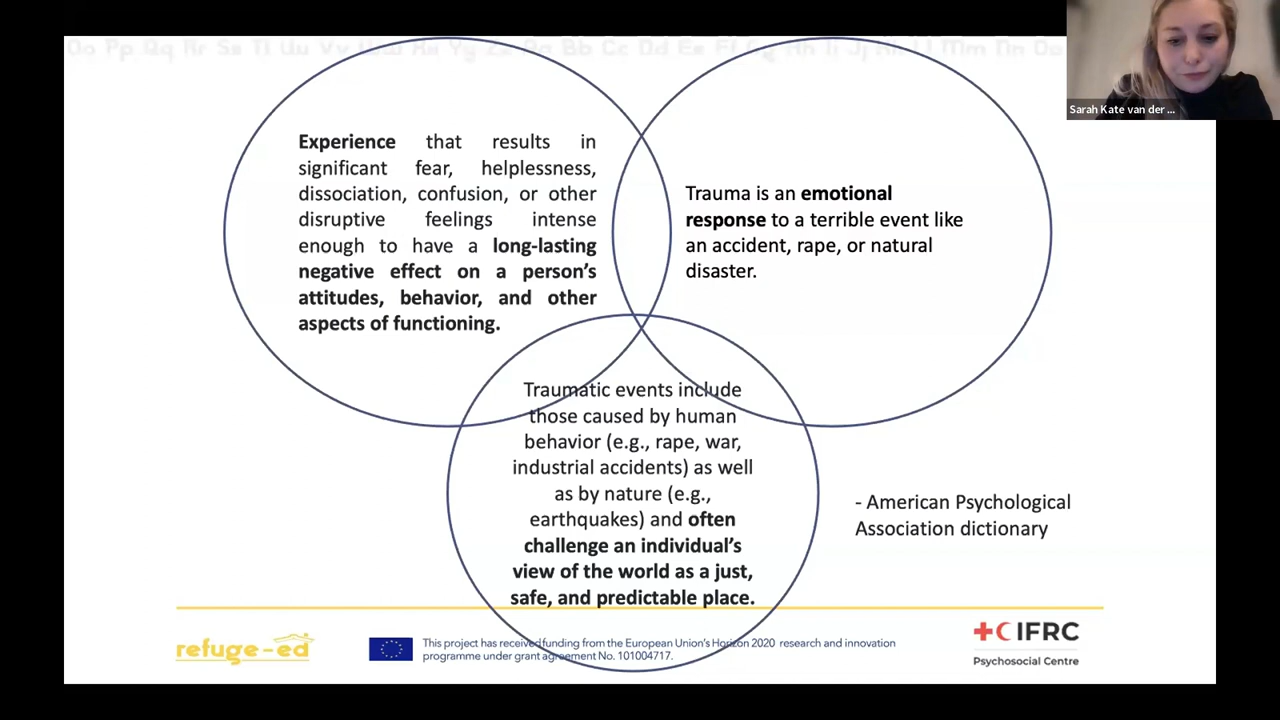 Sarah Kate van der ...
Experience that results in
significant fear, helplessness,
dissociation, confusion, or other
disruptive feelings intense
enough to have a long-lasting
negative effect on a person's
attitudes, behavior, and other
aspects of functioning.
Trauma is an emotional
response to a terrible event like
an accident, rape, or natural
disaster.
Traumatic events include
those caused by human
behavior (e.g., rape, war,
industrial accidents) as well
as by nature (e.g.,
earthquakes) and often
challenge an individual's
view of the world as a just,
safe, and predictable place.
- American Psychological
Association dictionary
refuge-ed
This project has received funding from the European Union's Horizon 2020 research and innovation
programme under grant agreement No. 101004717.
IFRC
Psychosocial Centre